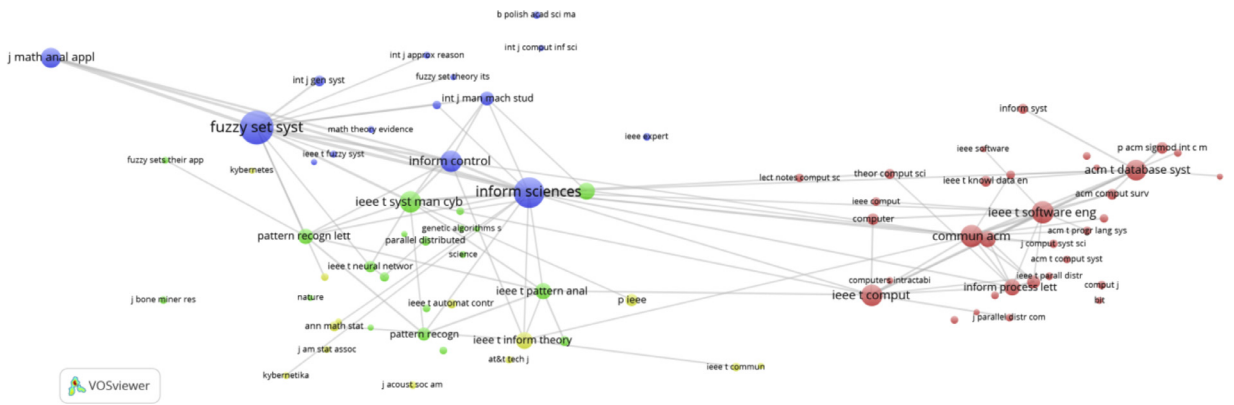 b polish acad sci ma
j math anal appl
int j approx reason
int j comput inf sci
int j gen syst
fuzzy set theory its
int j man mach stud
inform syst
fuzzy set syst
math theory evidence
ieee expert
ieee t fuzzy syst
inform control
ieee software
p acm sigmod int c m
fuzzy sets their app
kybernetes
lect notes comput sc
theor comput sci
acm t database syst
ieee t knowl data en
inform sciences
acm comput surv
ieee t syst man cyb
ieee comput
ieee t software eng
computer
genetic algorithms s
acm t progr lang sys
pattern recogn lett
parallel distributed
commun acm
j comput syst sci
science
acm t comput syst
ieee t neural networ
ieee t parall distr
computers intractabi
comput j
nature
ieee t pattern anal
inform process lett
j bone miner res
ieee t automat contr
p ieee
ieee t comput
bit
j parallel distr com
ann math stat
pattern recogn
ieee t inform theory
j am stat assoc
at&t tech j
ieee t commun
kybernetika
j acoust soc am
VOSviewer